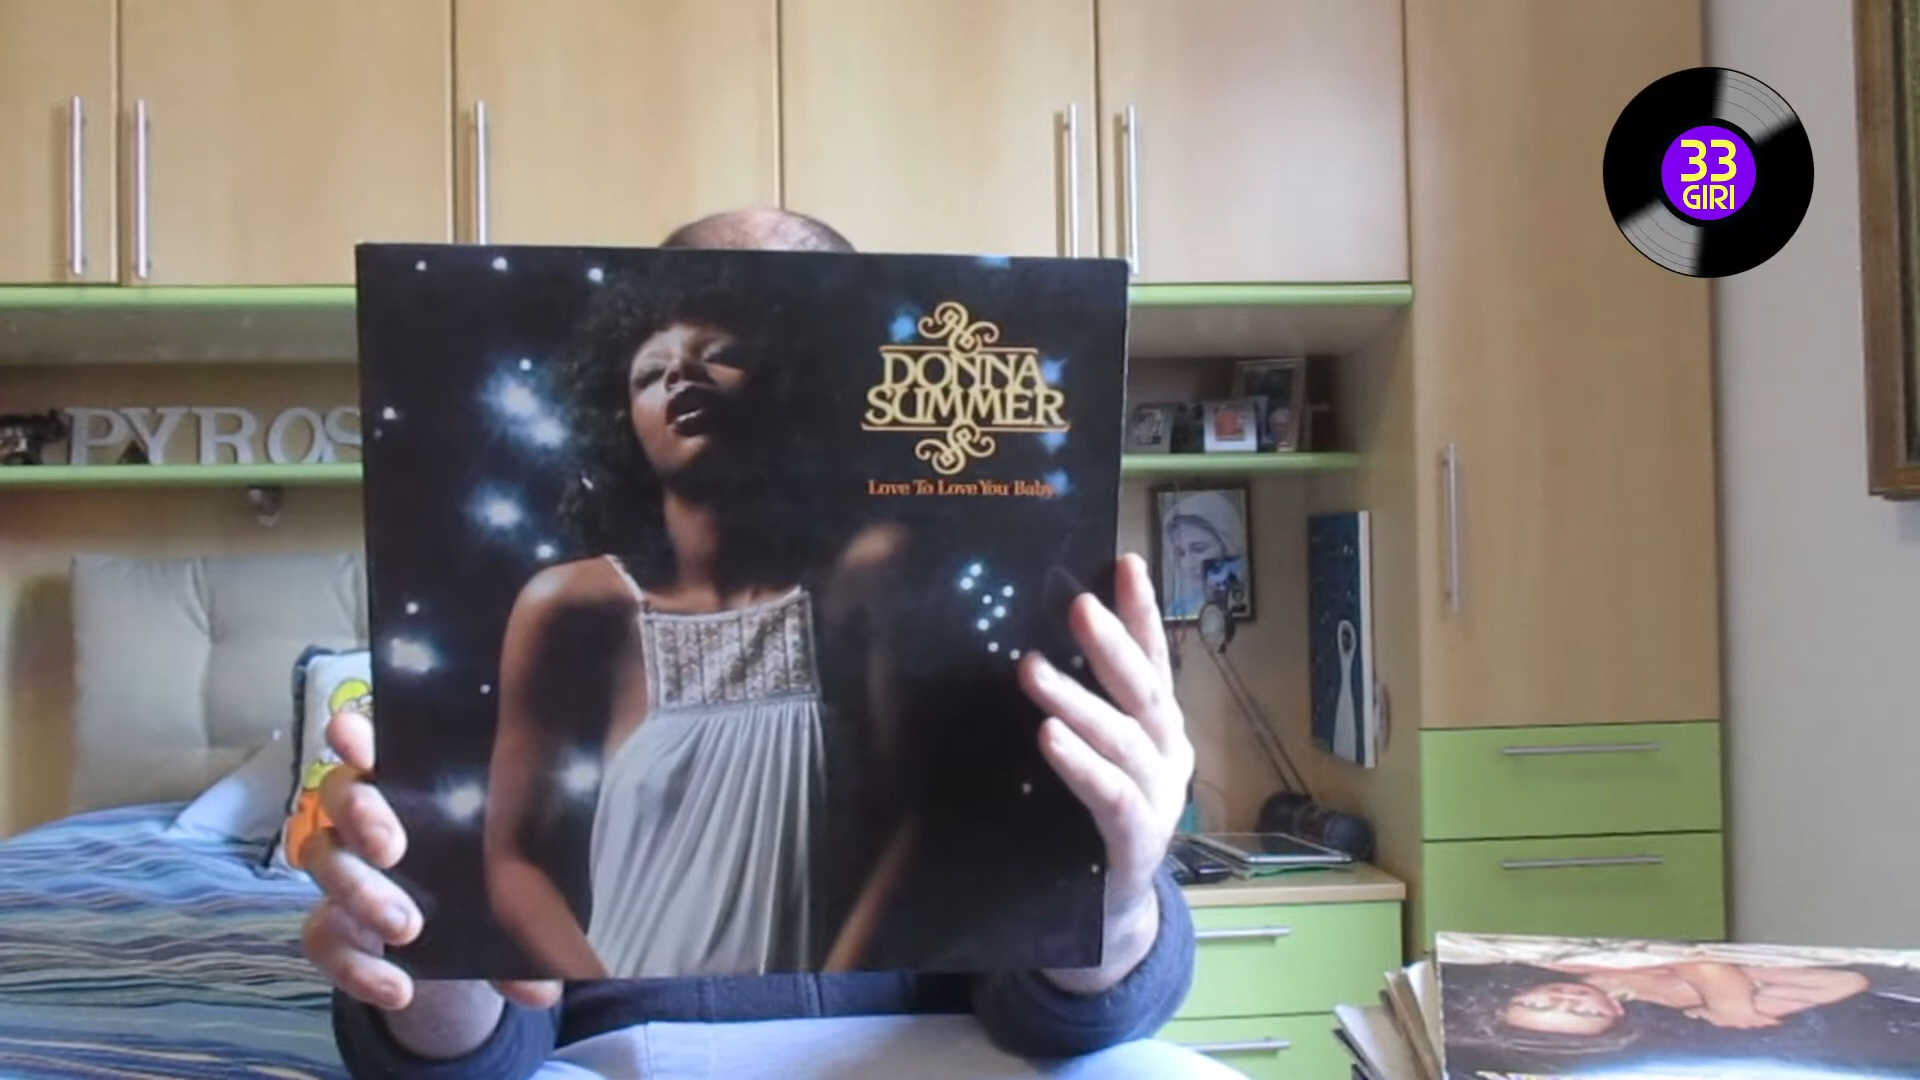 33
GIRI
DONNA
SUMMER
Love To Love You Baby
PYROS